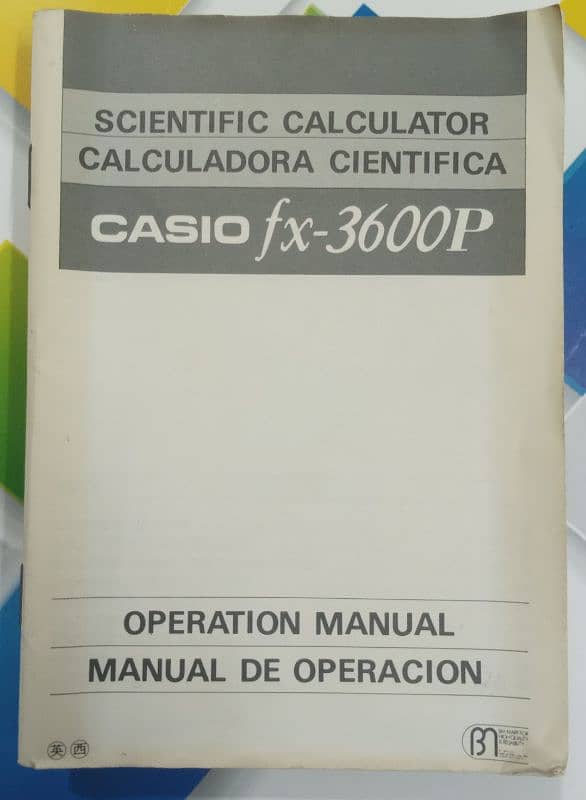 SCIENTIFIC CALCULATOR
CALCULADORA CIENTIFICA
CASIO fx-3600P
OPERATION MANUAL
MANUAL DE OPERACION
英 西